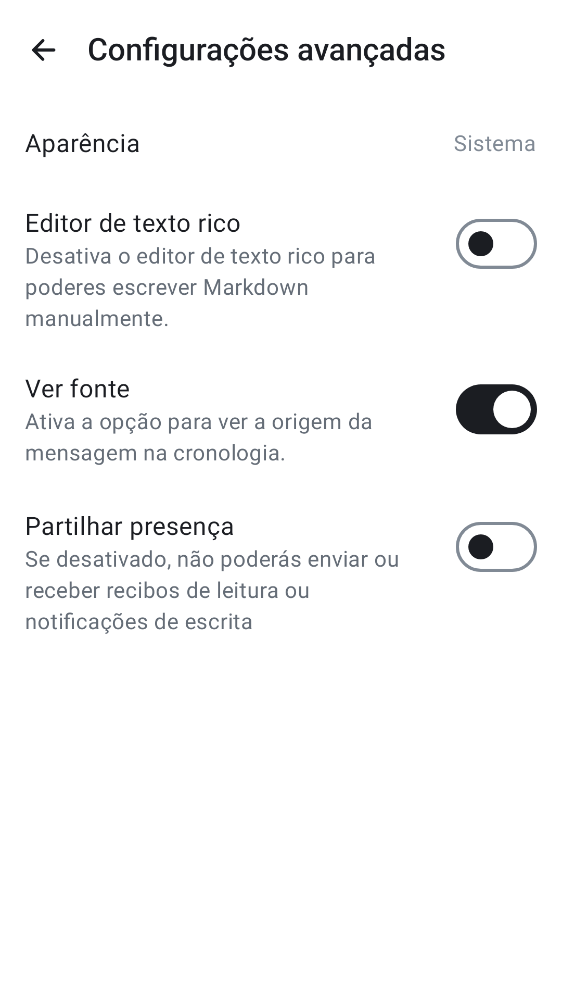 Configurações avançadas
Aparência
Sistema
Editor de texto rico
Desativa o editor de texto rico para
poderes escrever Markdown
manualmente.
Ver fonte
Ativa a opção para ver a origem da
mensagem na cronologia.
Partilhar presença
Se desativado, não poderás enviar ou
receber recibos de leitura ou
notificações de escrita